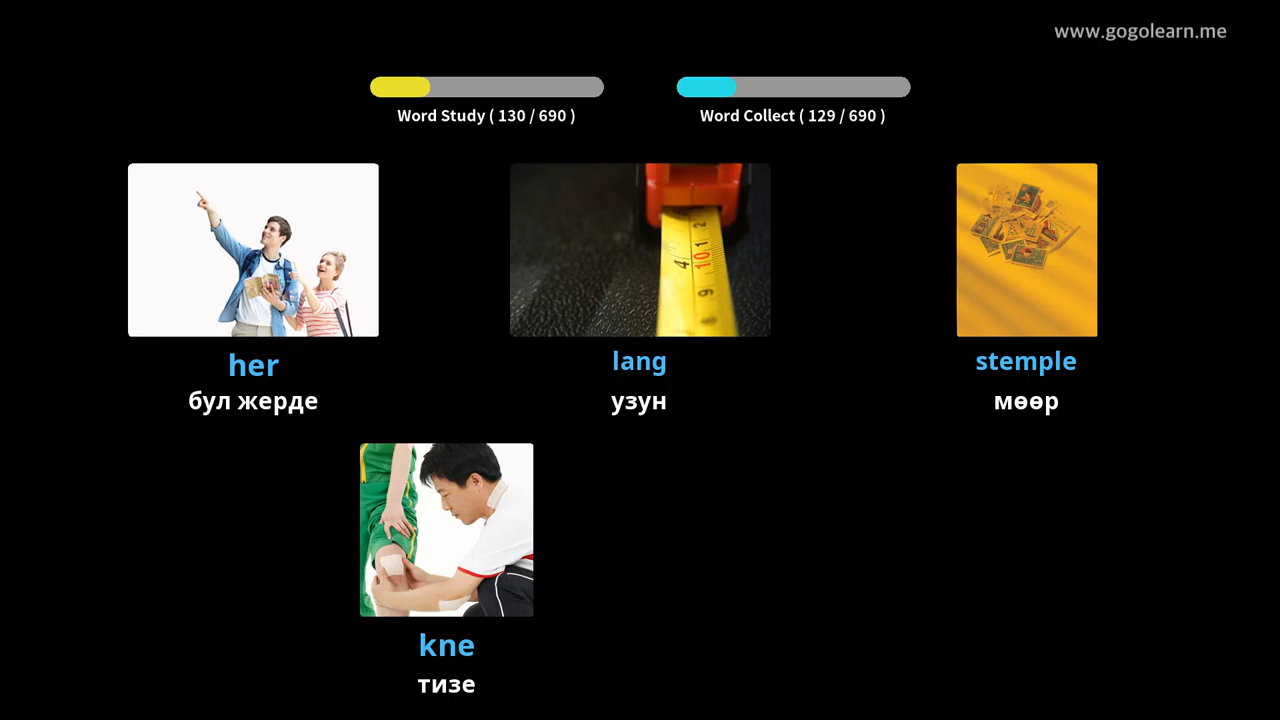 www.gogolearn.me
Word Study ( 130 / 690 )
Word Collect ( 129 / 690 )
her
бул жерде
lang
узун
stemple
мөөр
kne
тизе